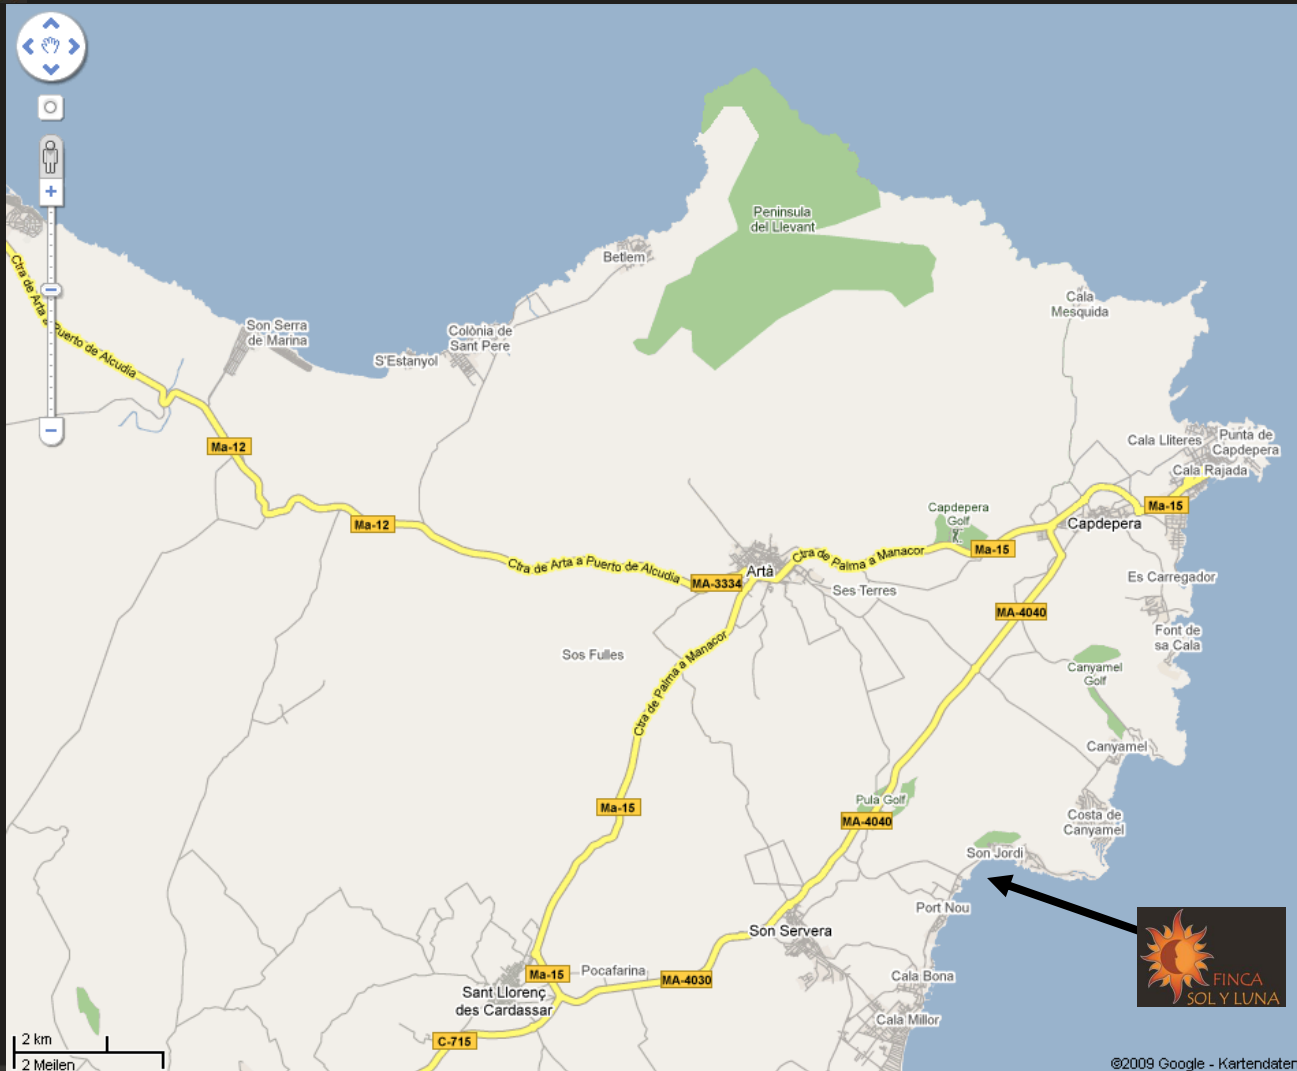 Peninsula
del Llevant
Betlem
Cala
Mesquida
Ctra de Arta a Puerto de Alcudia
Son Serra
de Marina
Colònia de
Sant Pere
S'Estanyol
Ma-12
Cala Lliteres
Punta de
Capdepera
Cala Rajada
Ma-15
Capdepera
Golf
Capdepera
Ma-12
Ma-15
Ctra de Arta a Puerto de Alcudia
MA-3334
Artà
Ctra de Palma a Manacor
Ses Terres
Es Carregador
MA-4040
Font de
sa Cala
Sos Fulles
Ctra de Palma a Manacor
Canyamel
Golf
Canyamel
Ma-15
Pula Golf
MA-4040
Costa de
Canyamel
Son Jordi
Port Nou
Son Servera
Ma-15
Pocafarina
MA-4030
Cala Bona
FINCA
SOL Y LUNA
Sant Llorenç
des Cardassar
Cala Millor
C-715
2 km
2 Meilen
©2009 Google - Kartendaten